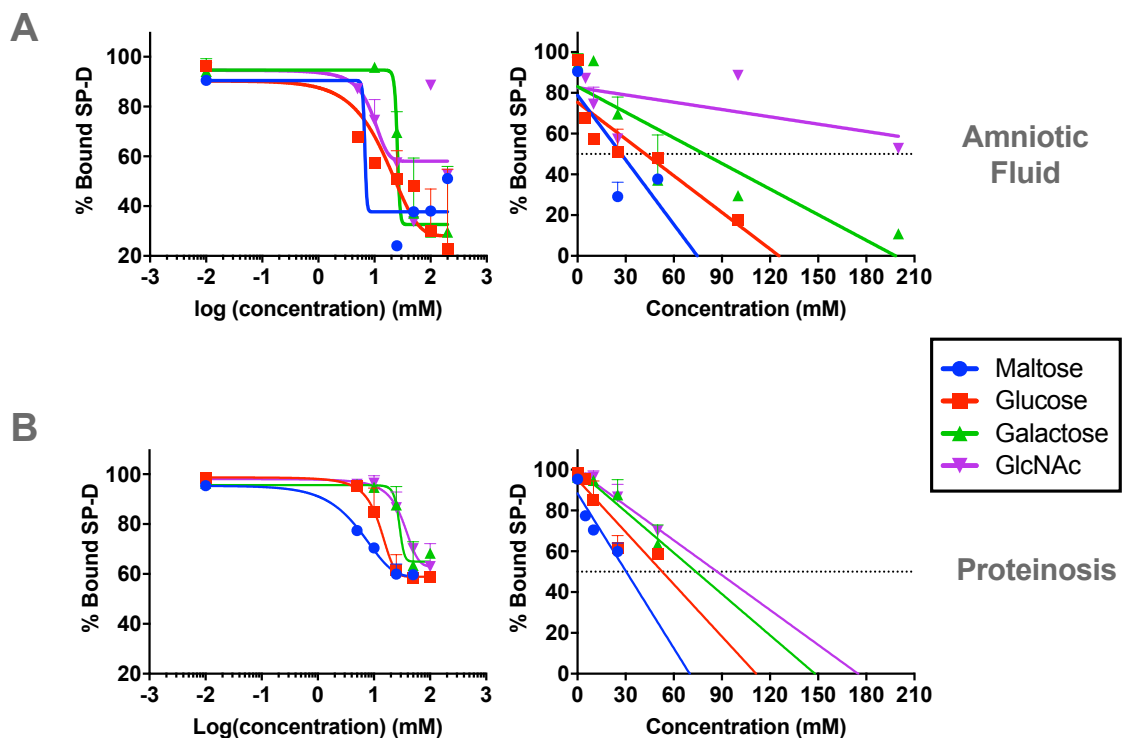 A
% Bound SP-D
100
80
60
40
20
-3 -2 -1 0 1 2 3
log (concentration) (mM)
% Bound SP-D
100
80
60
40
20
0
0 30 60 90 120 150 180 210
Concentration (mM)
Amniotic
Fluid
Maltose
Glucose
Galactose
GlcNAc
B
% Bound SP-D
100
80
60
40
20
-3 -2 -1 0 1 2 3
Log(concentration) (mM)
% Bound SP-D
100
80
60
40
20
0
0 30 60 90 120 150 180 210
Concentration (mM)
Proteinosis